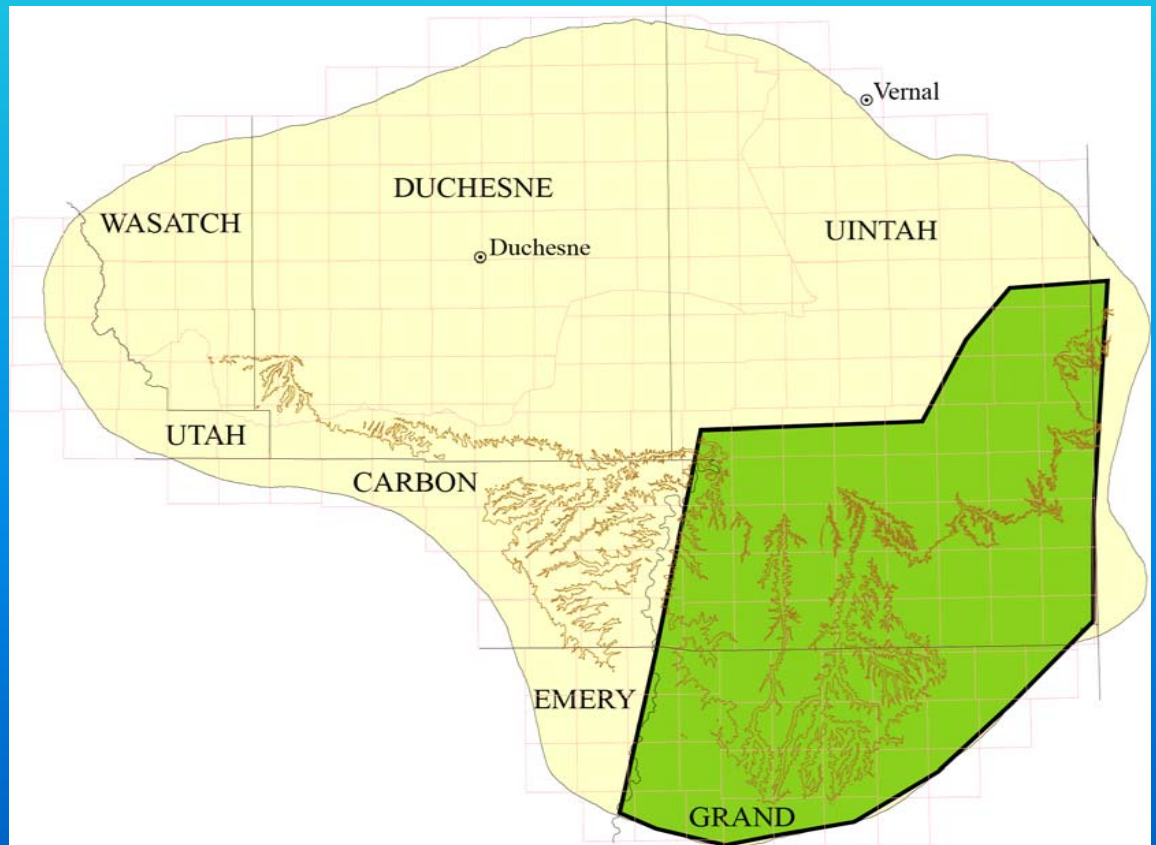 Vernal
DUCHESNE
WASATCH
UINTAH
Duchesne
UTAH
CARBON
EMERY
GRAND